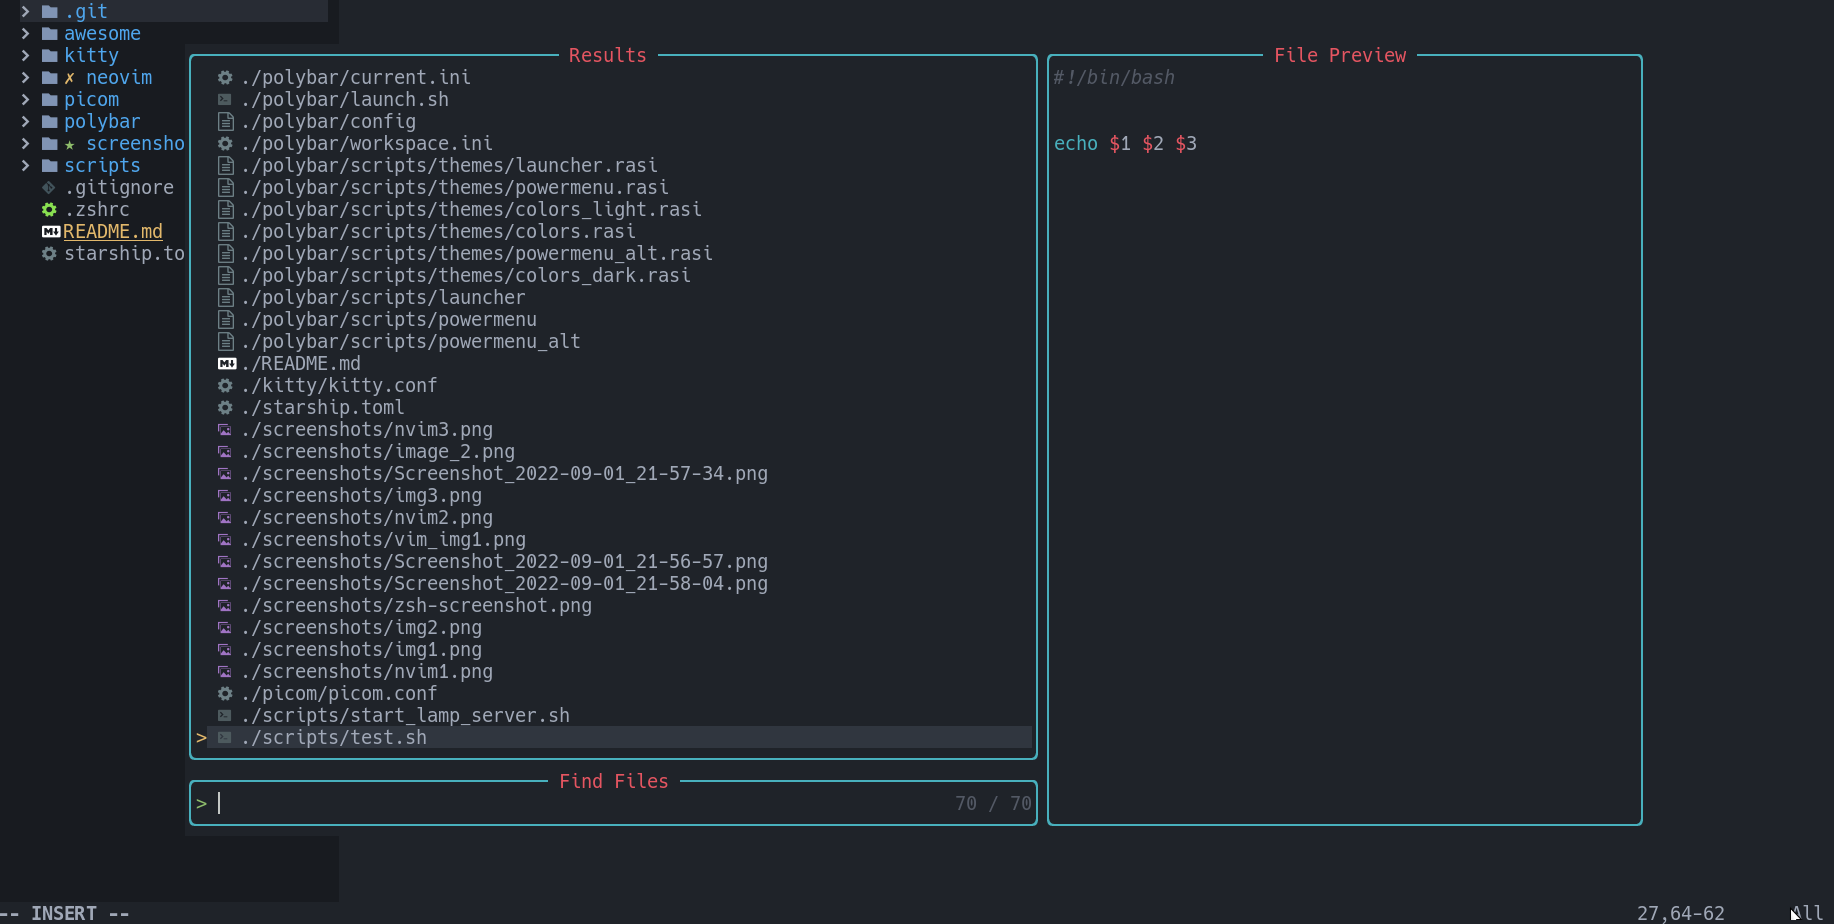 .git
awesome
kitty
✗ neovim
picom
polybar
★ screensho
scripts
.gitignore
.zshrc
README.md
starship.to
Results
./polybar/current.ini
./polybar/launch.sh
./polybar/config
./polybar/workspace.ini
./polybar/scripts/themes/launcher.rasi
./polybar/scripts/themes/powermenu.rasi
./polybar/scripts/themes/colors_light.rasi
./polybar/scripts/themes/colors.rasi
./polybar/scripts/themes/powermenu_alt.rasi
./polybar/scripts/themes/colors_dark.rasi
./polybar/scripts/launcher
./polybar/scripts/powermenu
./polybar/scripts/powermenu_alt
./README.md
./kitty/kitty.conf
./starship.toml
./screenshots/nvim3.png
./screenshots/image_2.png
./screenshots/Screenshot_2022-09-01_21-57-34.png
./screenshots/img3.png
./screenshots/nvim2.png
./screenshots/vim_img1.png
./screenshots/Screenshot_2022-09-01_21-56-57.png
./screenshots/Screenshot_2022-09-01_21-58-04.png
./screenshots/zsh-screenshot.png
./screenshots/img2.png
./screenshots/img1.png
./screenshots/nvim1.png
./picom/picom.conf
./scripts/start_lamp_server.sh
> ./scripts/test.sh
Find Files
> 70 / 70
File Preview
#!/bin/bash
echo $1 $2 $3
-- INSERT -- 27,64-62 All